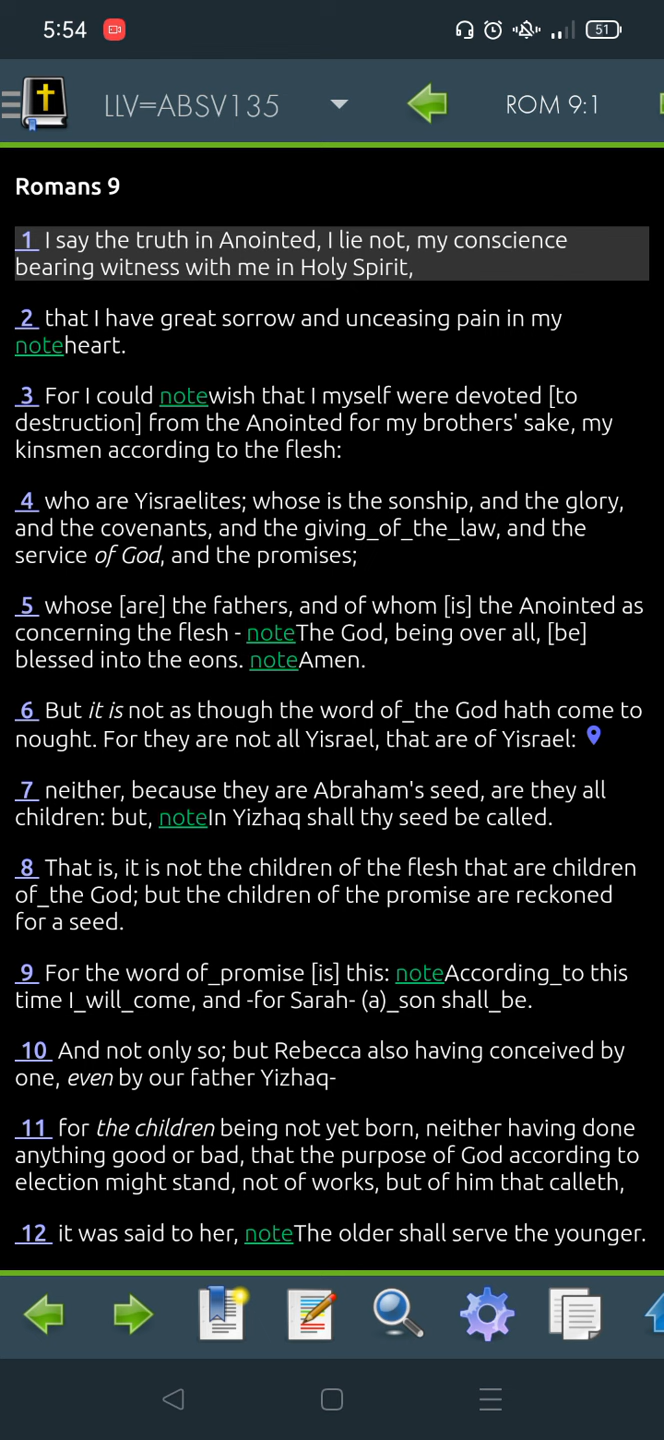 5:54
51
LLV=ABSV135
ROM 9:1
Romans 9
1 I say the truth in Anointed, I lie not, my conscience
bearing witness with me in Holy Spirit,
2 that I have great sorrow and unceasing pain in my
noteheart.
3 For I could notewish that I myself were devoted [to
destruction] from the Anointed for my brothers' sake, my
kinsmen according to the flesh:
4 who are Yisraelites; whose is the sonship, and the glory,
and the covenants, and the giving_of_the_law, and the
service of God, and the promises;
5 whose [are] the fathers, and of whom [is] the Anointed as
concerning the flesh - noteThe God, being over all, [be]
blessed into the eons. noteAmen.
6 But it is not as though the word of_the God hath come to
nought. For they are not all Yisrael, that are of Yisrael:
7 neither, because they are Abraham's seed, are they all
children: but, noteIn Yizhaq shall thy seed be called.
8 That is, it is not the children of the flesh that are children
of_the God; but the children of the promise are reckoned
for a seed.
9 For the word of_promise [is] this: noteAccording_to this
time I_will_come, and -for Sarah- (a)_son shall_be.
10 And not only so; but Rebecca also having conceived by
one, even by our father Yizhaq-
11 for the children being not yet born, neither having done
anything good or bad, that the purpose of God according to
election might stand, not of works, but of him that calleth,
12 it was said to her, noteThe older shall serve the younger.